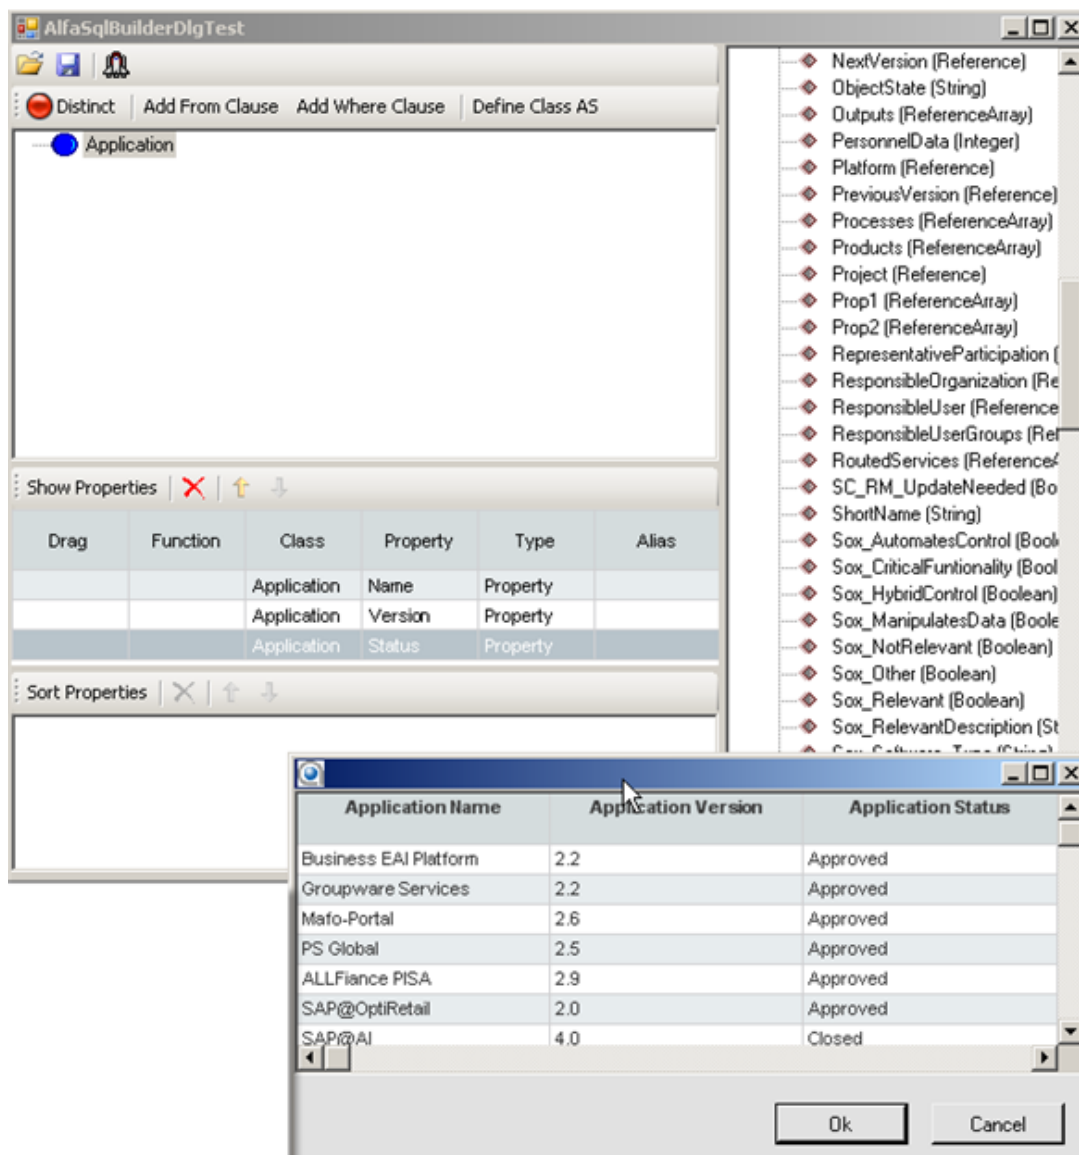 AlfaSqlBuilderDlgTest
Distinct Add From Clause Add Where Clause Define Class AS
Application
Show Properties
Drag Function Class Property Type Alias
Application Name Property
Application Version Property
Application Status Property
Sort Properties
NextVersion (Reference)
ObjectState (String)
Outputs (ReferenceArray)
PersonnelData (Integer)
Platform (Reference)
PreviousVersion (Reference)
Processes (ReferenceArray)
Products (ReferenceArray)
Project (Reference)
Prop1 (ReferenceArray)
Prop2 (ReferenceArray)
RepresentativeParticipation (
ResponsibleOrganization (Re
ResponsibleUser (Reference
ResponsibleUserGroups (Ref
RoutedServices (ReferenceA
SC_RM_UpdateNeeded (Bo
ShortName (String)
Sox_AutomatesControl (Bool
Sox_CriticalFuntionality (Bool
Sox_HybridControl (Boolean)
Sox_ManipulatesData (Boole
Sox_NotRelevant (Boolean)
Sox_Other (Boolean)
Sox_Relevant (Boolean)
Sox_RelevantDescription (St
Application Name Application Version Application Status
Business EAI Platform 2.2 Approved
Groupware Services 2.2 Approved
Mafo-Portal 2.6 Approved
PS Global 2.5 Approved
ALLFiance PISA 2.9 Approved
SAP@OptiRetail 2.0 Approved
SAP@AI 4.0 Closed
Ok Cancel